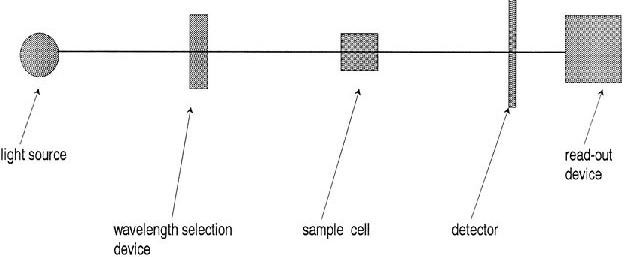 light source
read-out
device
wavelength selection
device
sample cell
detector